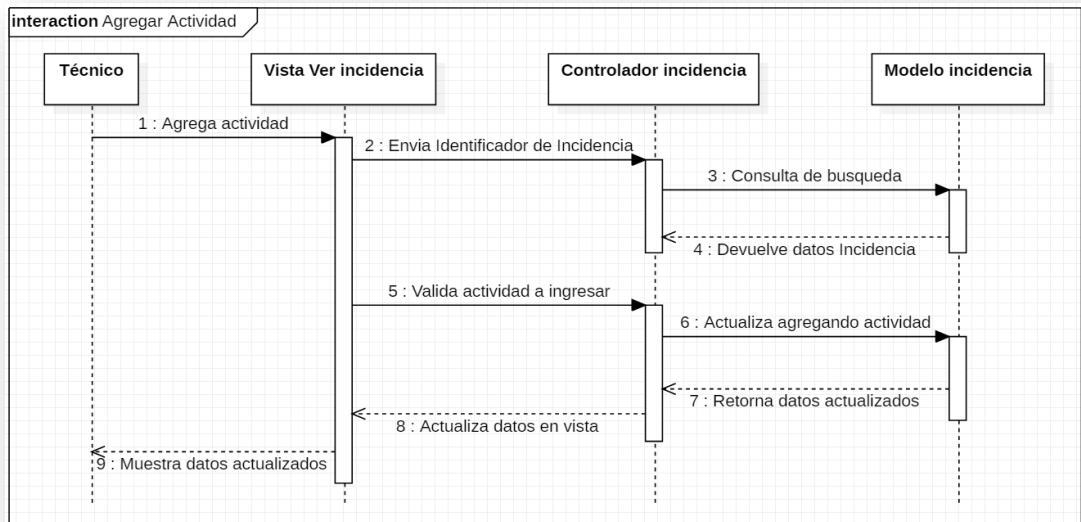 interaction Agregar Actividad
Técnico
Vista Ver incidencia
Controlador incidencia
Modelo incidencia
1 : Agrega actividad
2 : Envia Identificador de Incidencia
3 : Consulta de busqueda
4 : Devuelve datos Incidencia
5 : Valida actividad a ingresar
6 : Actualiza agregando actividad
7 : Retorna datos actualizados
8 : Actualiza datos en vista
9 : Muestra datos actualizados